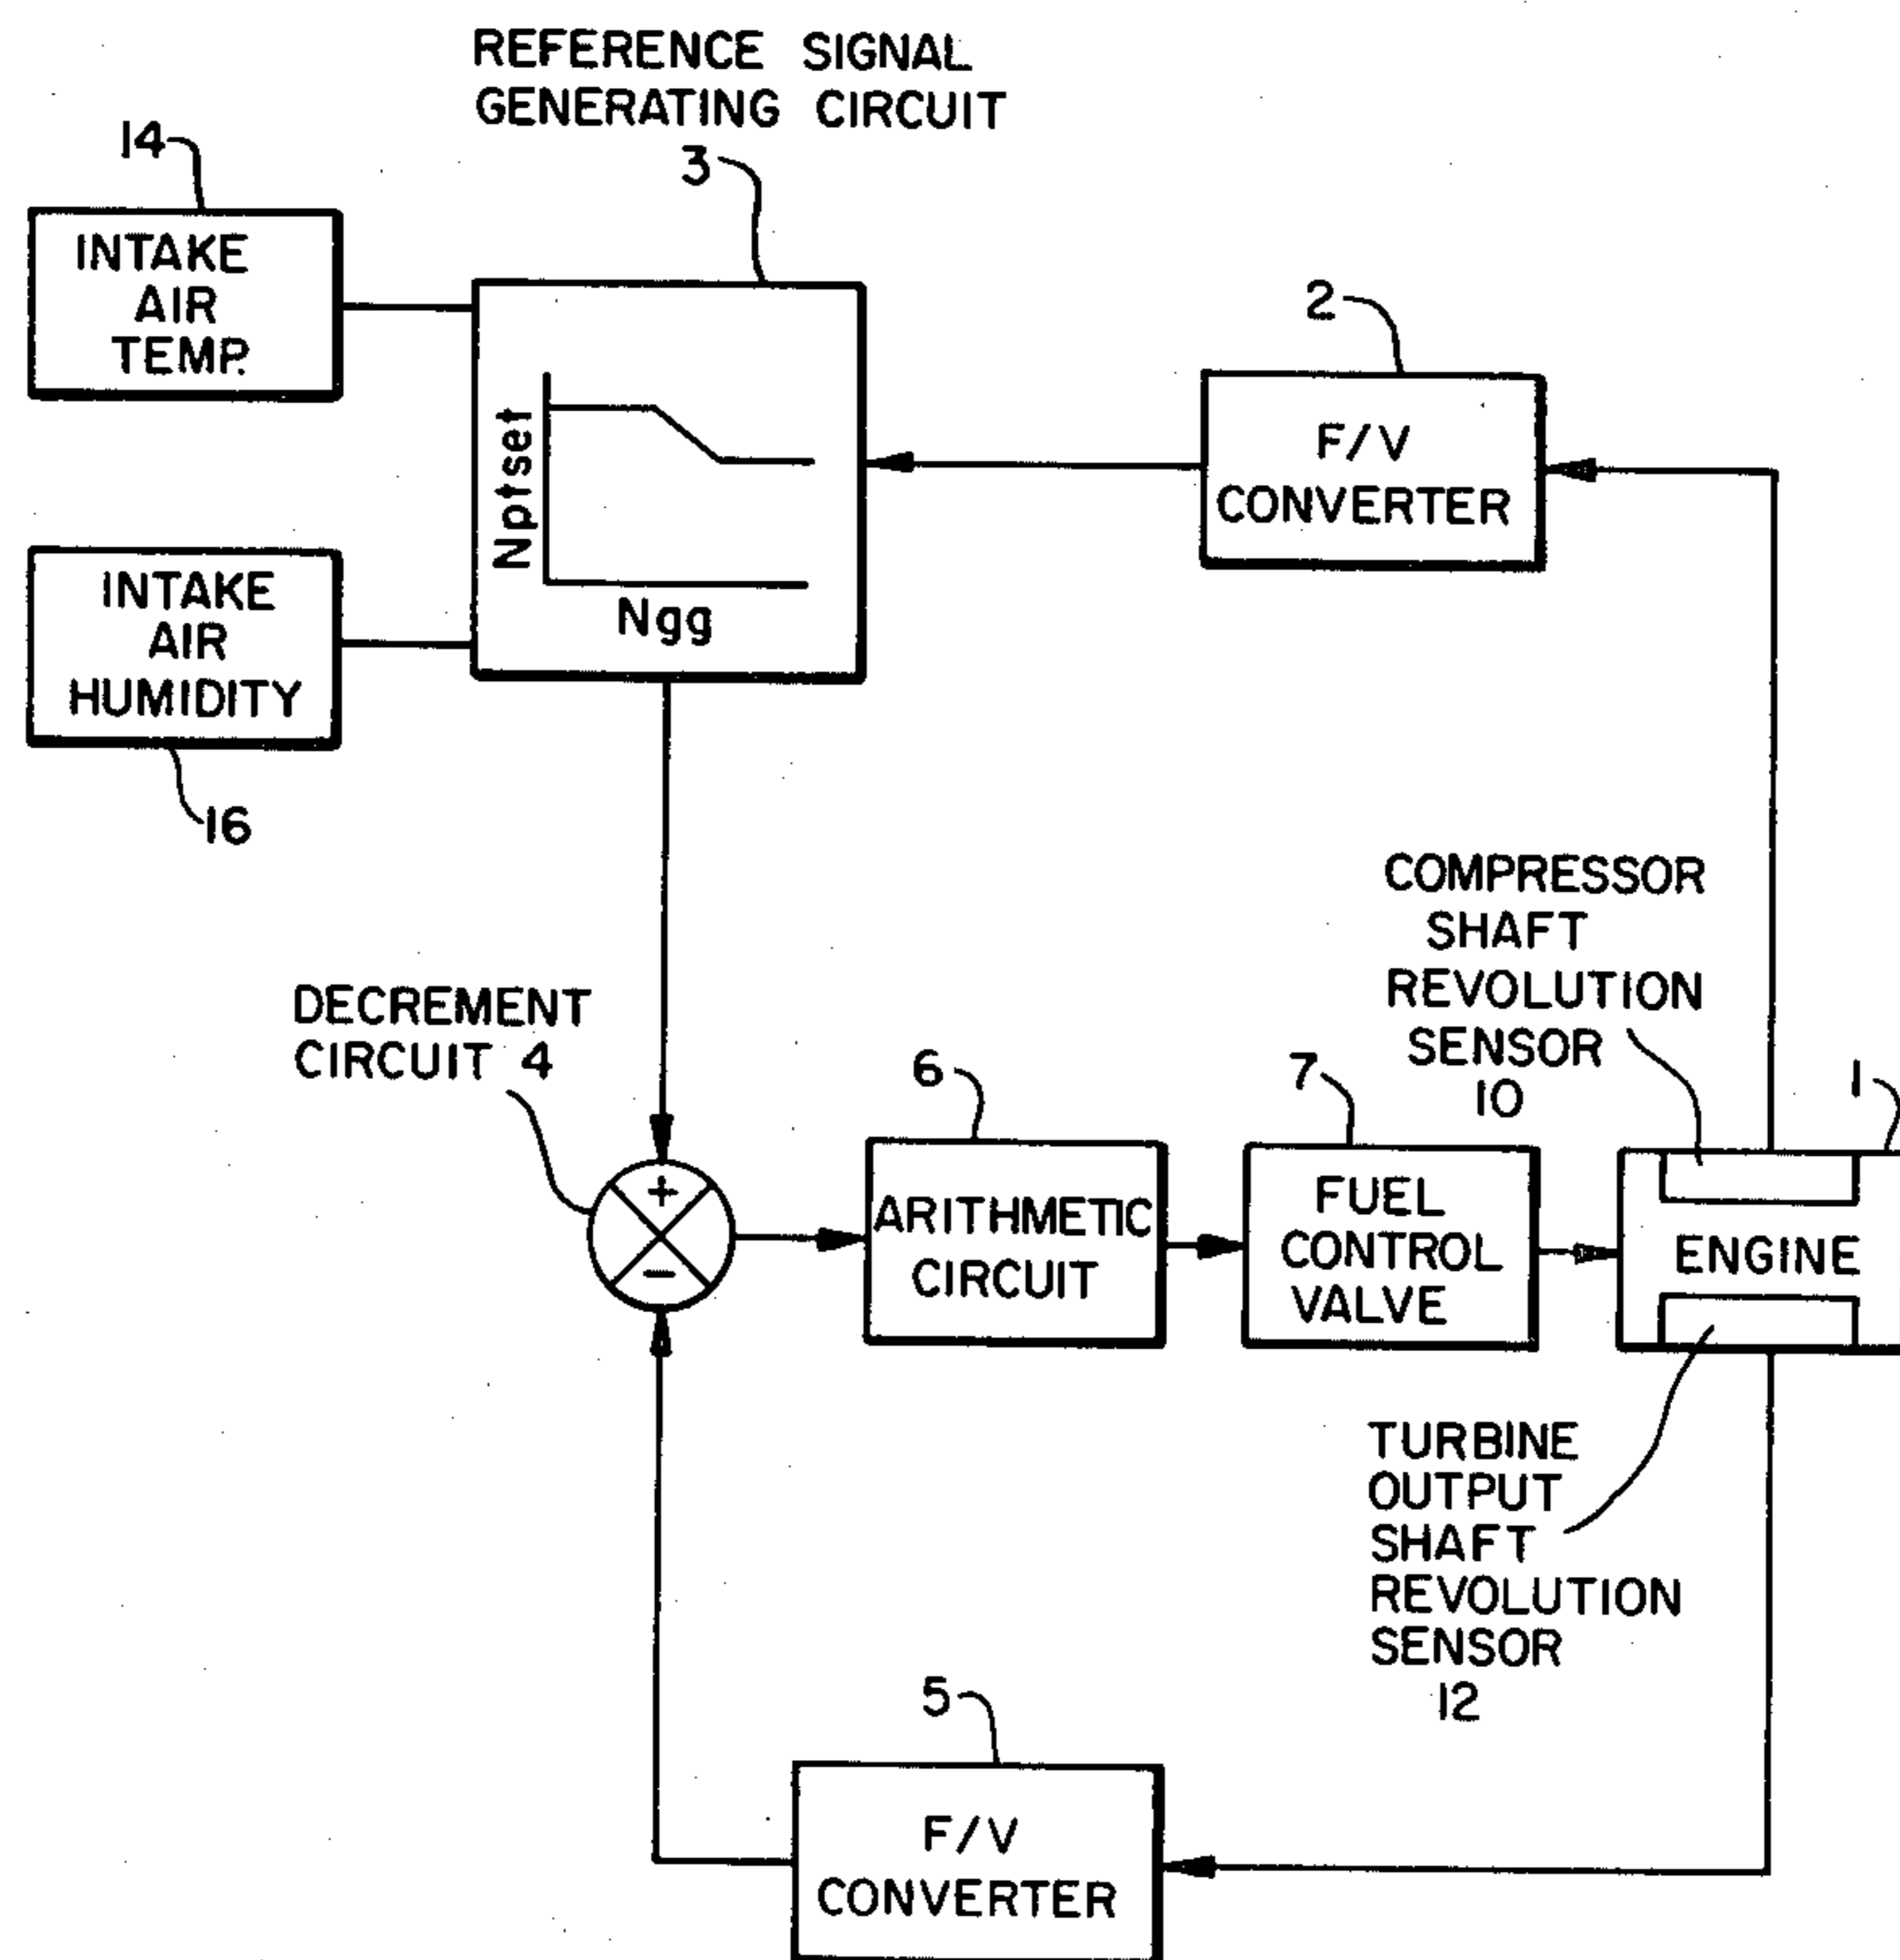 REFERENCE SIGNAL
GENERATING CIRCUIT
3
14
INTAKE
AIR
TEMP.
Nptset
Ngg
2
F/V
CONVERTER
INTAKE
AIR
HUMIDITY
16
COMPRESSOR
SHAFT
REVOLUTION
SENSOR
10
DECREMENT
CIRCUIT 4
+
−
6
ARITHMETIC
CIRCUIT
7
FUEL
CONTROL
VALVE
1
ENGINE
TURBINE
OUTPUT
SHAFT
REVOLUTION
SENSOR
12
5
F/V
CONVERTER